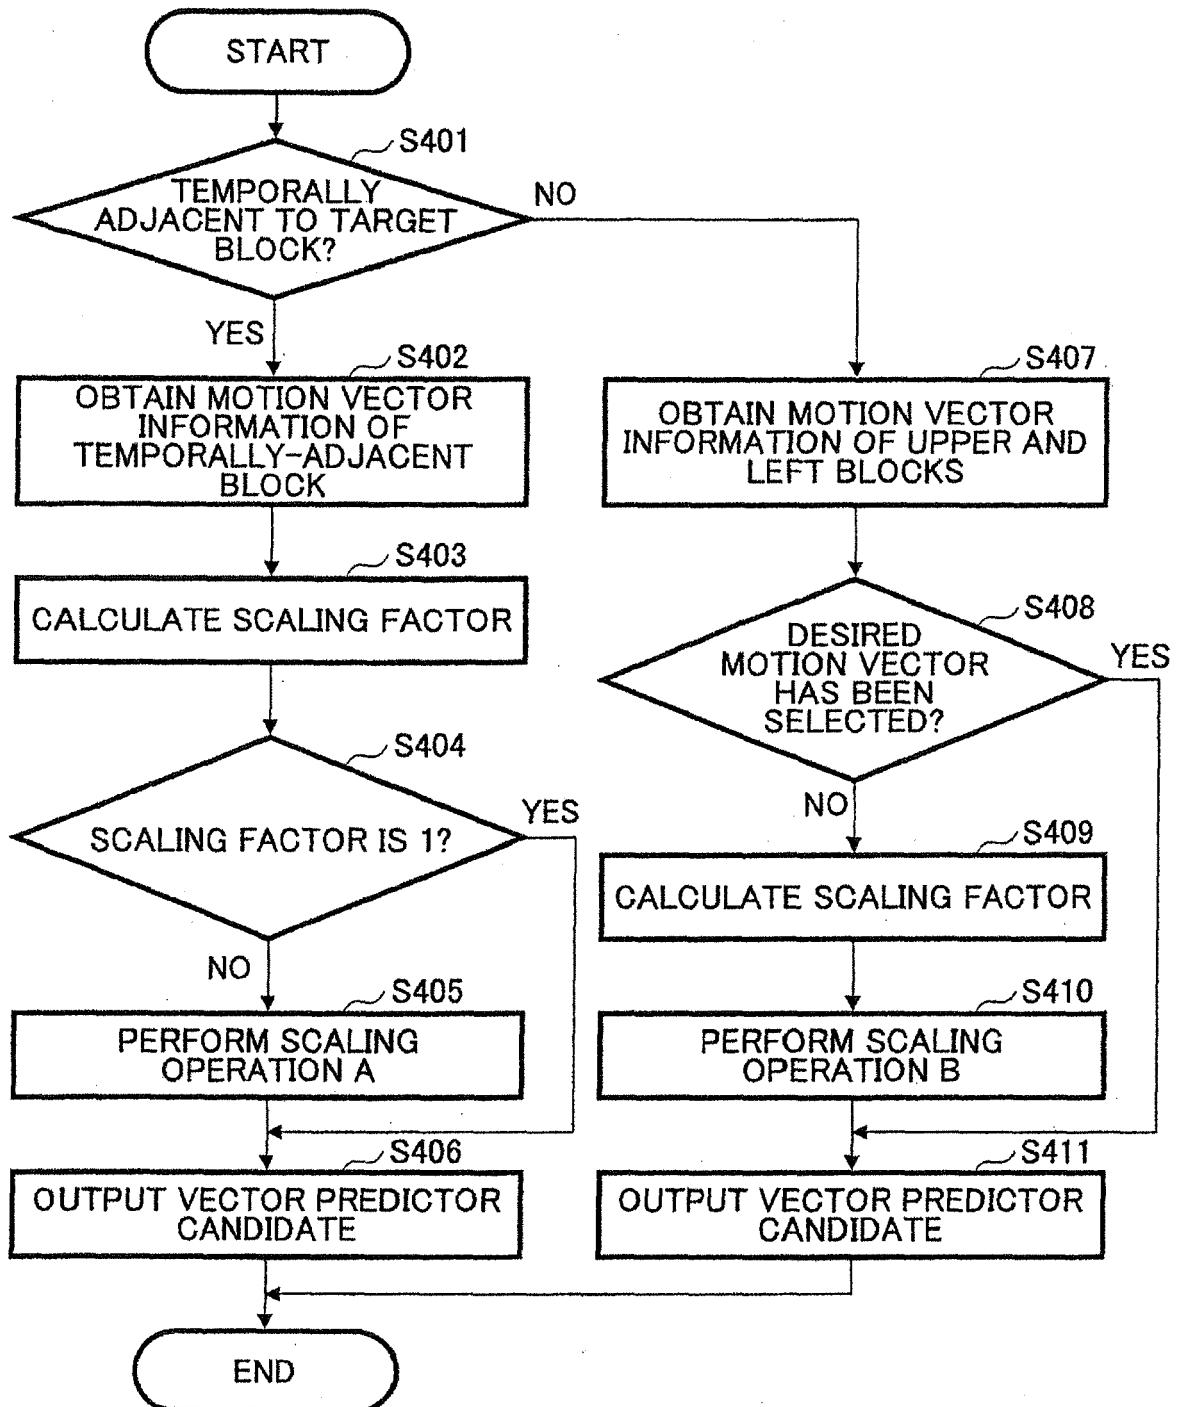 START
S401
TEMPORALLY
ADJACENT TO TARGET
BLOCK?
NO
YES
S402
OBTAIN MOTION VECTOR
INFORMATION OF
TEMPORALLY-ADJACENT
BLOCK
S403
CALCULATE SCALING FACTOR
S404
SCALING FACTOR IS 1?
YES
NO
S405
PERFORM SCALING
OPERATION A
S406
OUTPUT VECTOR PREDICTOR
CANDIDATE
S407
OBTAIN MOTION VECTOR
INFORMATION OF UPPER AND
LEFT BLOCKS
S408
DESIRED
MOTION VECTOR
HAS BEEN
SELECTED?
YES
NO
S409
CALCULATE SCALING FACTOR
S410
PERFORM SCALING
OPERATION B
S411
OUTPUT VECTOR PREDICTOR
CANDIDATE
END